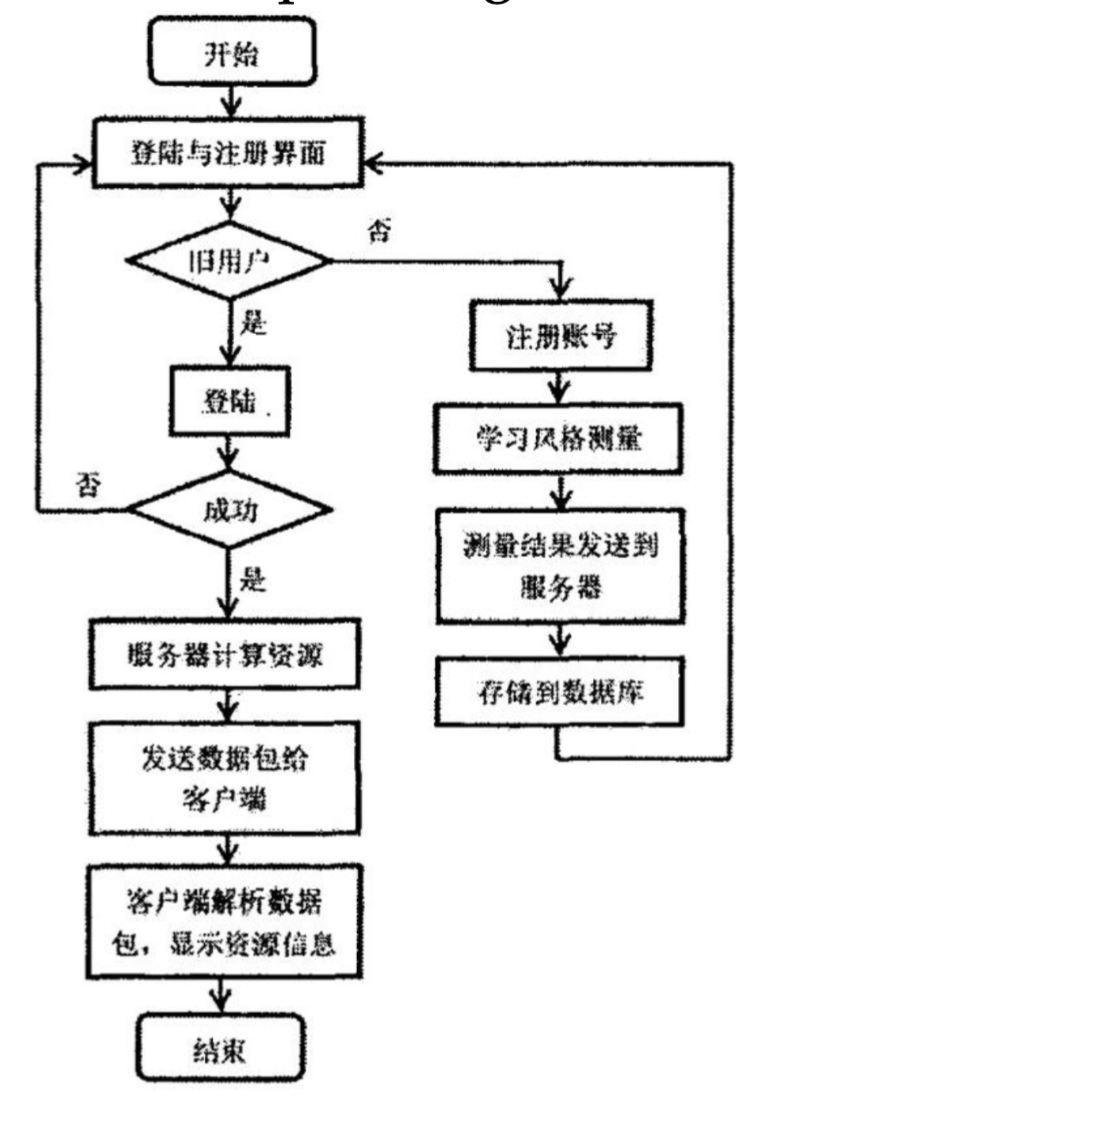 开始
登陆与注册界面
否
旧用户
是
注册账号
登陆
学习风格测量
否
成功
测量结果发送到
服务器
是
服务器计算资源
存储到数据库
发送数据包给
客户端
客户端解析数据
包，显示资源信息
结束